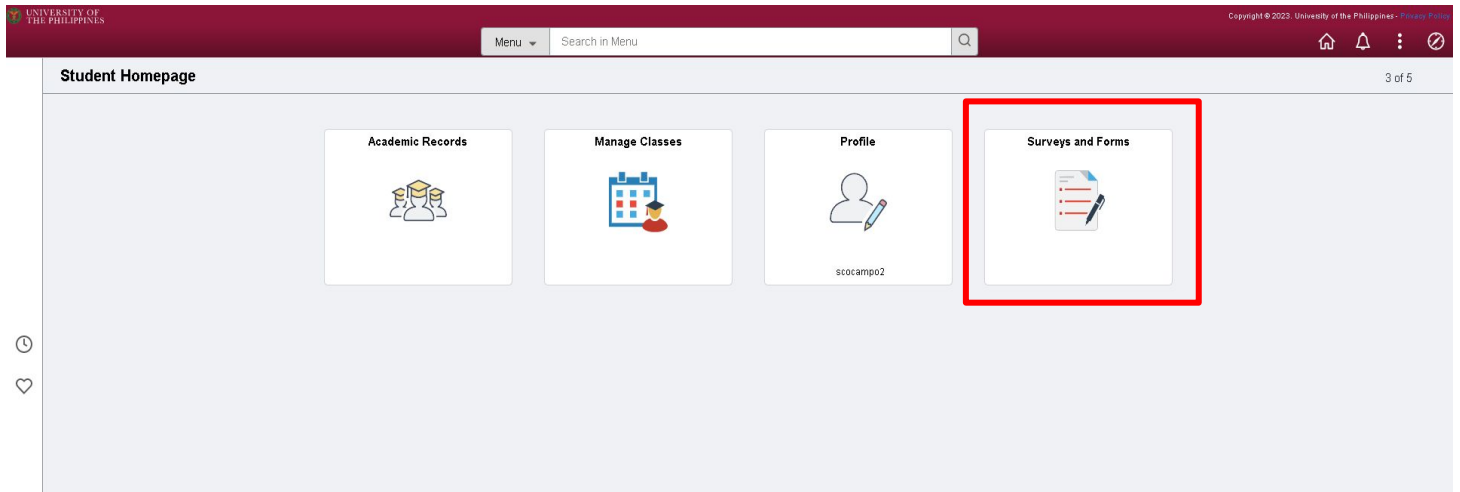 UNIVERSITY OF
THE PHILIPPINES
Copyright © 2023. University of the Philippines - Privacy Policy
Menu
Search in Menu
Student Homepage
3 of 5
Academic Records
Manage Classes
Profile
Surveys and Forms
scocampo2